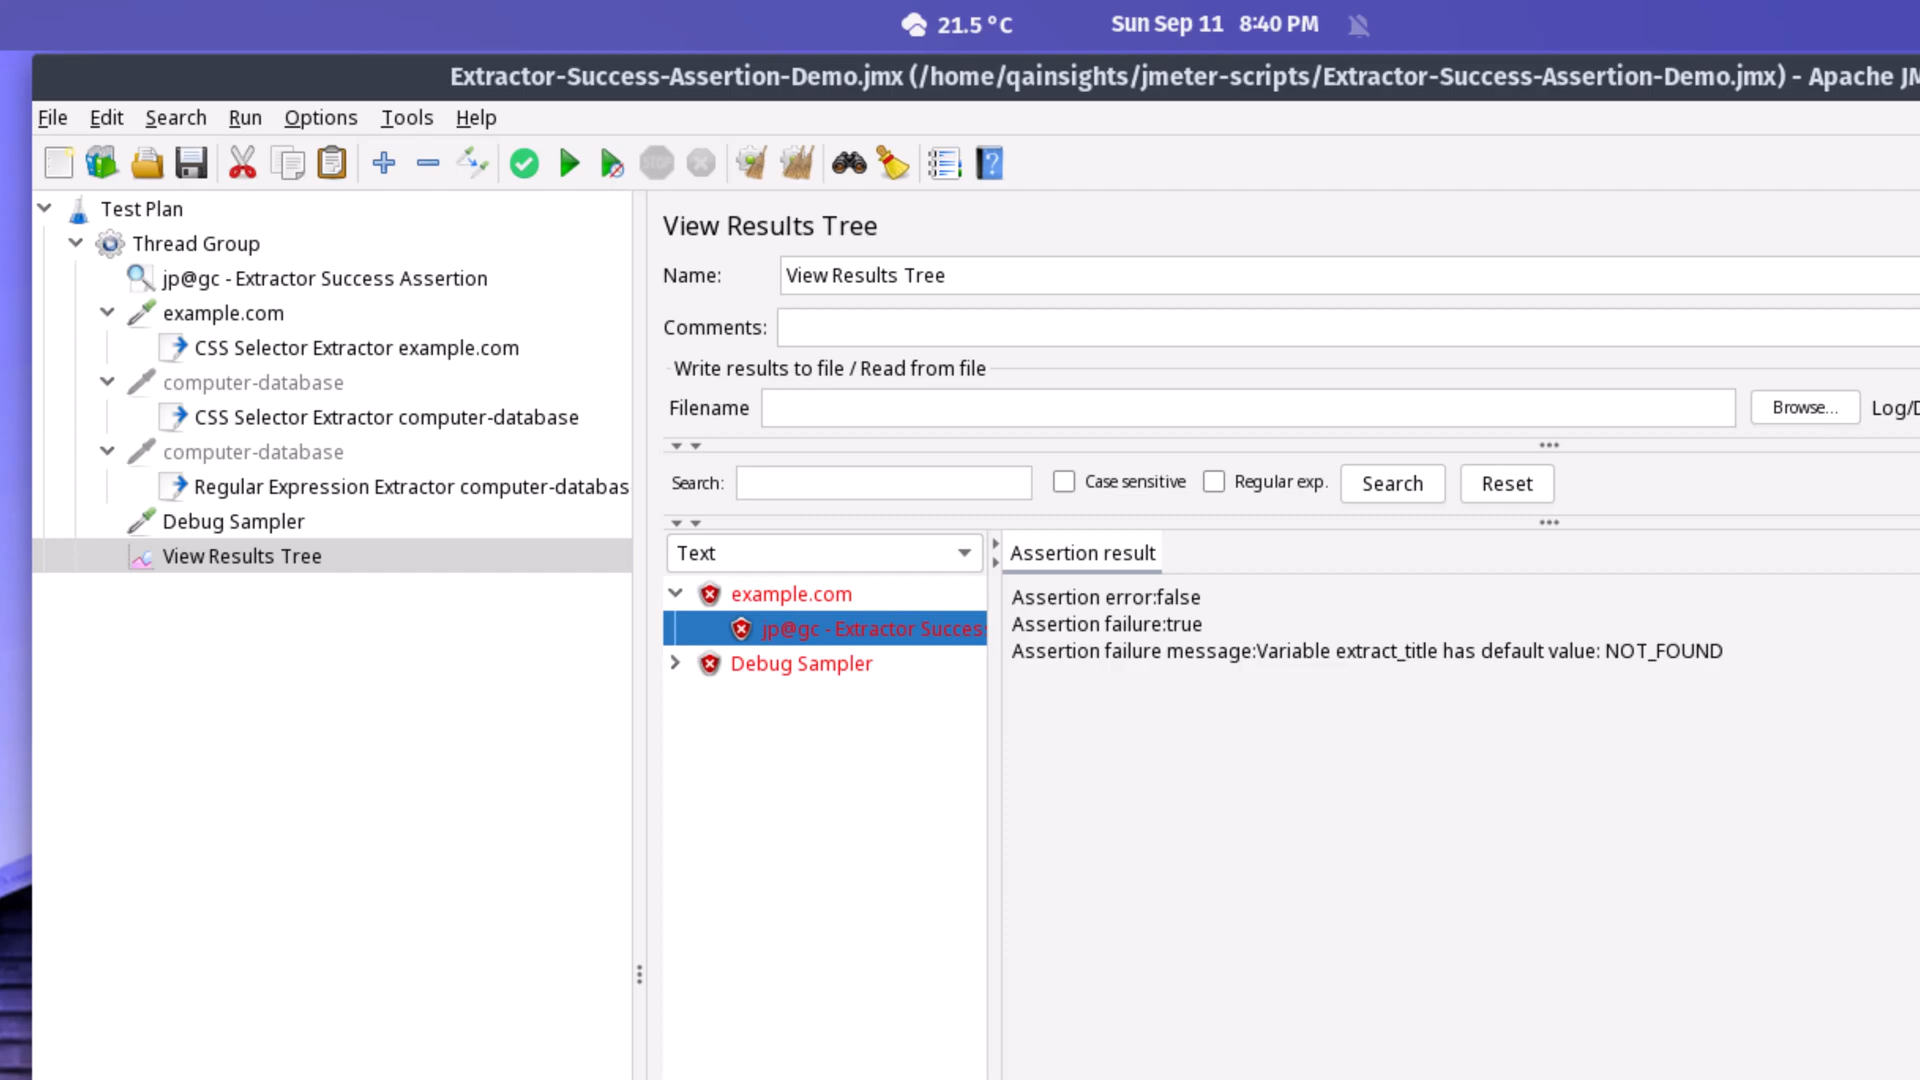 21.5 °C Sun Sep 11 8:40 PM
Extractor-Success-Assertion-Demo.jmx (/home/qainsights/jmeter-scripts/Extractor-Success-Assertion-Demo.jmx) - Apache JM
File Edit Search Run Options Tools Help
STOP
Test Plan
Thread Group
jp@gc - Extractor Success Assertion
example.com
CSS Selector Extractor example.com
computer-database
CSS Selector Extractor computer-database
computer-database
Regular Expression Extractor computer-databas
Debug Sampler
View Results Tree
View Results Tree
Name: View Results Tree
Comments:
Write results to file / Read from file
Filename Browse... Log/D
Search: Case sensitive Regular exp. Search Reset
Text
example.com
jp@gc - Extractor Succes
Debug Sampler
Assertion result
Assertion error:false
Assertion failure:true
Assertion failure message:Variable extract_title has default value: NOT_FOUND